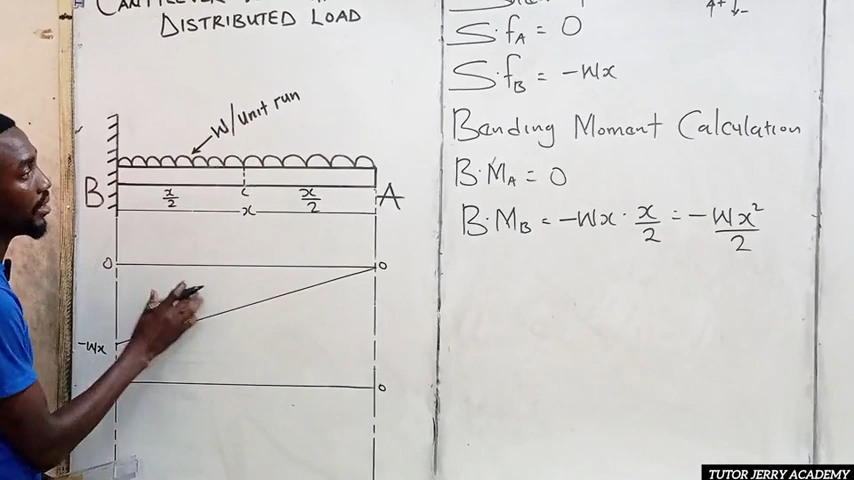 DISTRIBUTED LOAD
W/unit run
B
x/2
c
x/2
A
x
0
0
-Wx
0
↑+ ↓-
S.fA = 0
S.fB = -Wx
Bending Moment Calculation
B.MA = 0
B.MB = -Wx · x/2 = -Wx²/2
TUTOR JERRY ACADEMY